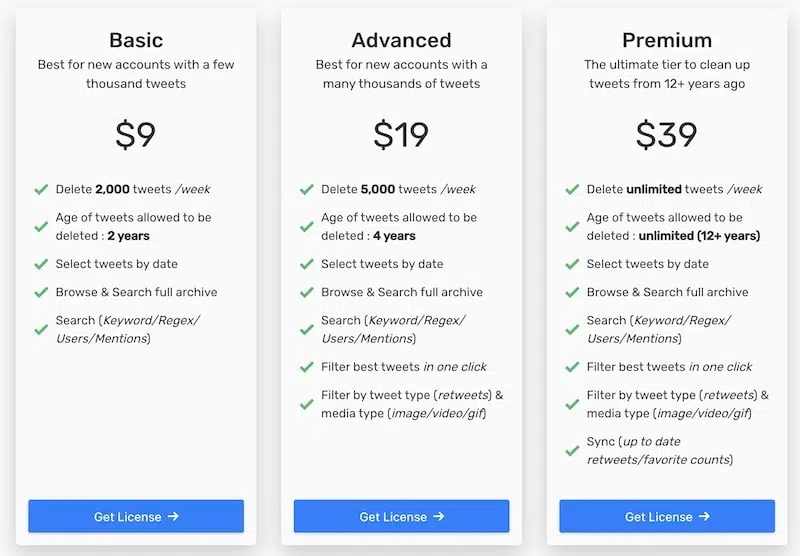 Basic
Best for new accounts with a few
thousand tweets
$9
Delete 2,000 tweets /week
Age of tweets allowed to be
deleted : 2 years
Select tweets by date
Browse & Search full archive
Search (Keyword/Regex/
Users/Mentions)
Get License →
Advanced
Best for new accounts with a
many thousands of tweets
$19
Delete 5,000 tweets /week
Age of tweets allowed to be
deleted : 4 years
Select tweets by date
Browse & Search full archive
Search (Keyword/Regex/
Users/Mentions)
Filter best tweets in one click
Filter by tweet type (retweets) &
media type (image/video/gif)
Get License →
Premium
The ultimate tier to clean up
tweets from 12+ years ago
$39
Delete unlimited tweets /week
Age of tweets allowed to be
deleted : unlimited (12+ years)
Select tweets by date
Browse & Search full archive
Search (Keyword/Regex/
Users/Mentions)
Filter best tweets in one click
Filter by tweet type (retweets) &
media type (image/video/gif)
Sync (up to date
retweets/favorite counts)
Get License →